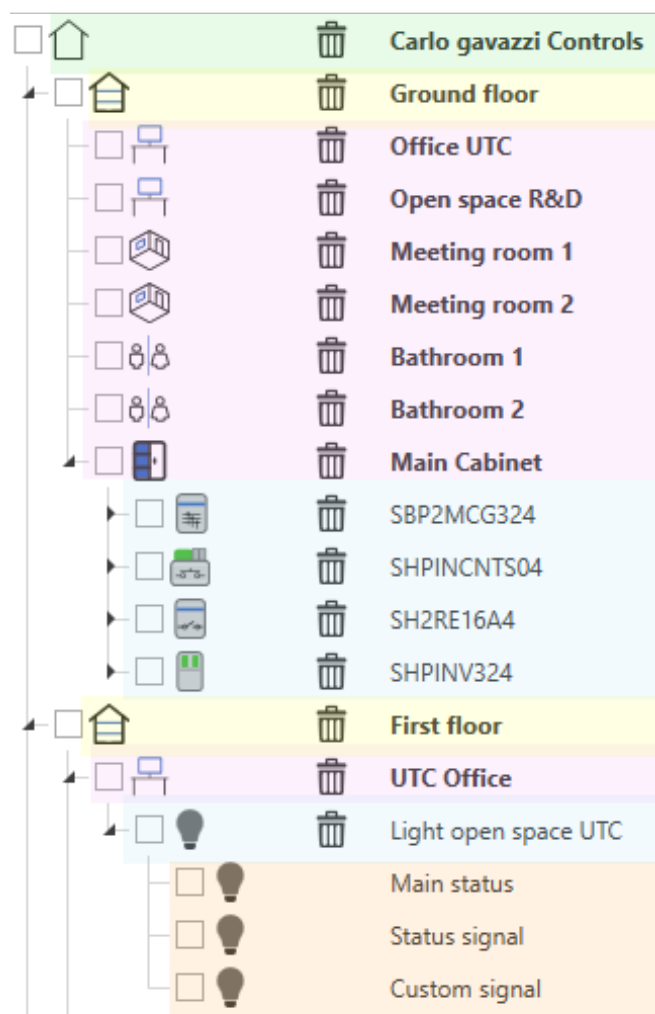 Carlo gavazzi Controls
Ground floor
Office UTC
Open space R&D
Meeting room 1
Meeting room 2
Bathroom 1
Bathroom 2
Main Cabinet
SBP2MCG324
SHPINCNTS04
SH2RE16A4
SHPINV324
First floor
UTC Office
Light open space UTC
Main status
Status signal
Custom signal